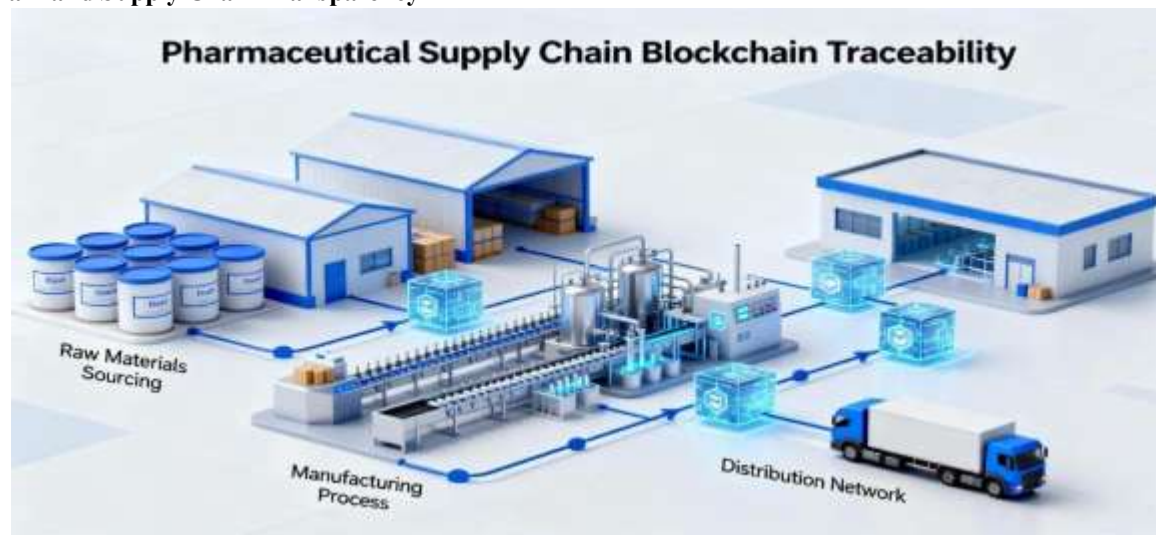 Pharmaceutical Supply Chain Blockchain Traceability
Raw Materials
Sourcing
Manufacturing
Process
Distribution Network